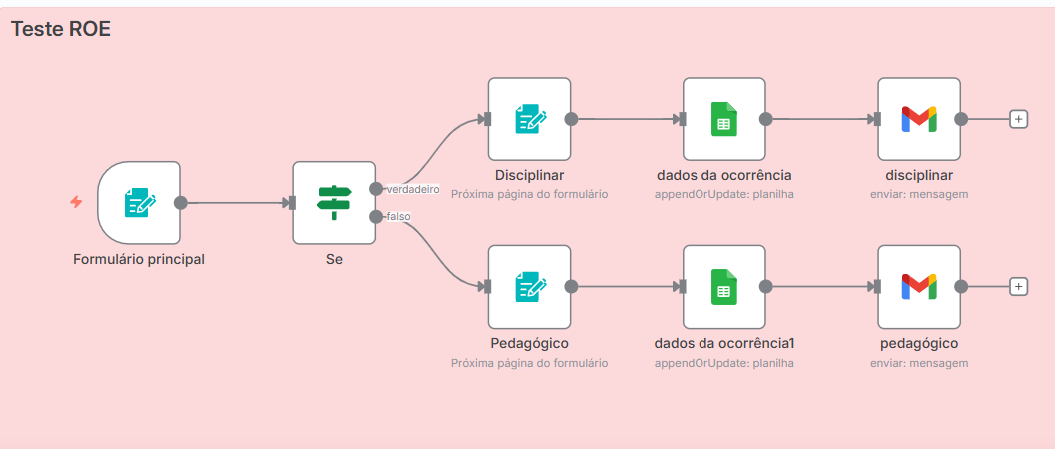 Teste ROE
Disciplinar
Próxima página do formulário
dados da ocorrência
appendOrUpdate: planilha
disciplinar
enviar: mensagem
verdadeiro
falso
Formulário principal
Se
Pedagógico
Próxima página do formulário
dados da ocorrência1
appendOrUpdate: planilha
pedagógico
enviar: mensagem